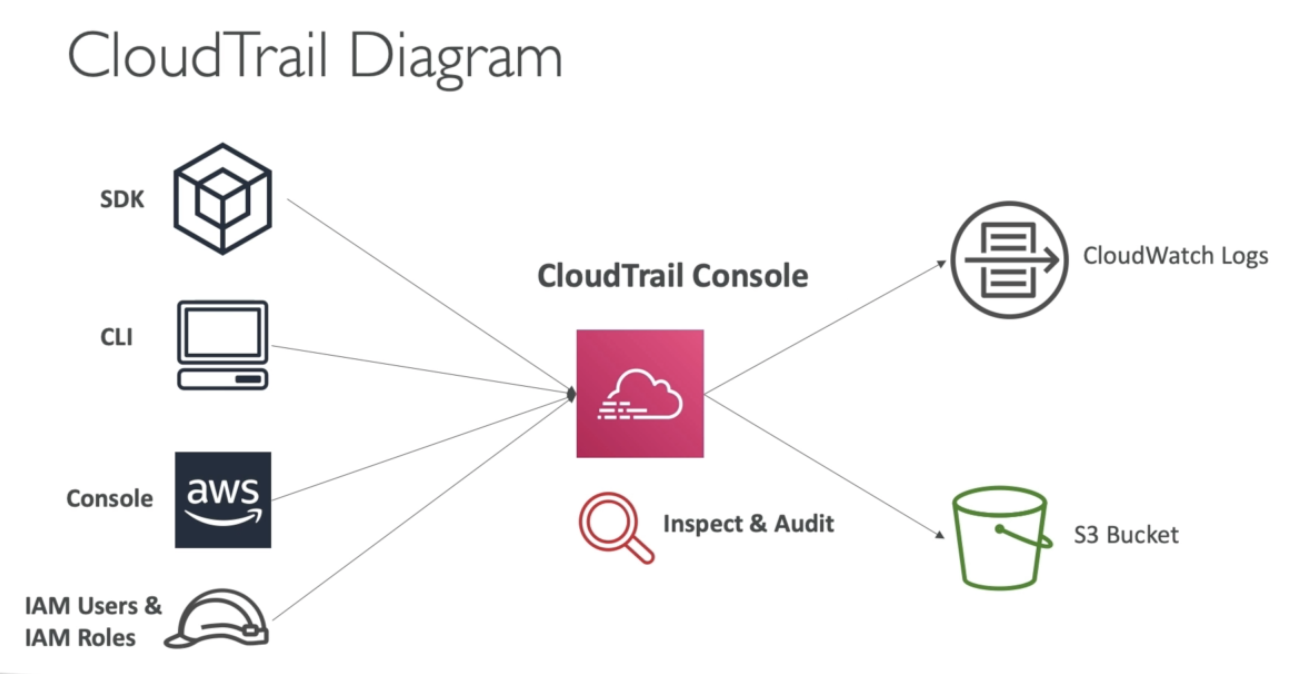 CloudTrail Diagram
SDK
CLI
Console
aws
IAM Users &
IAM Roles
CloudTrail Console
Inspect & Audit
CloudWatch Logs
S3 Bucket